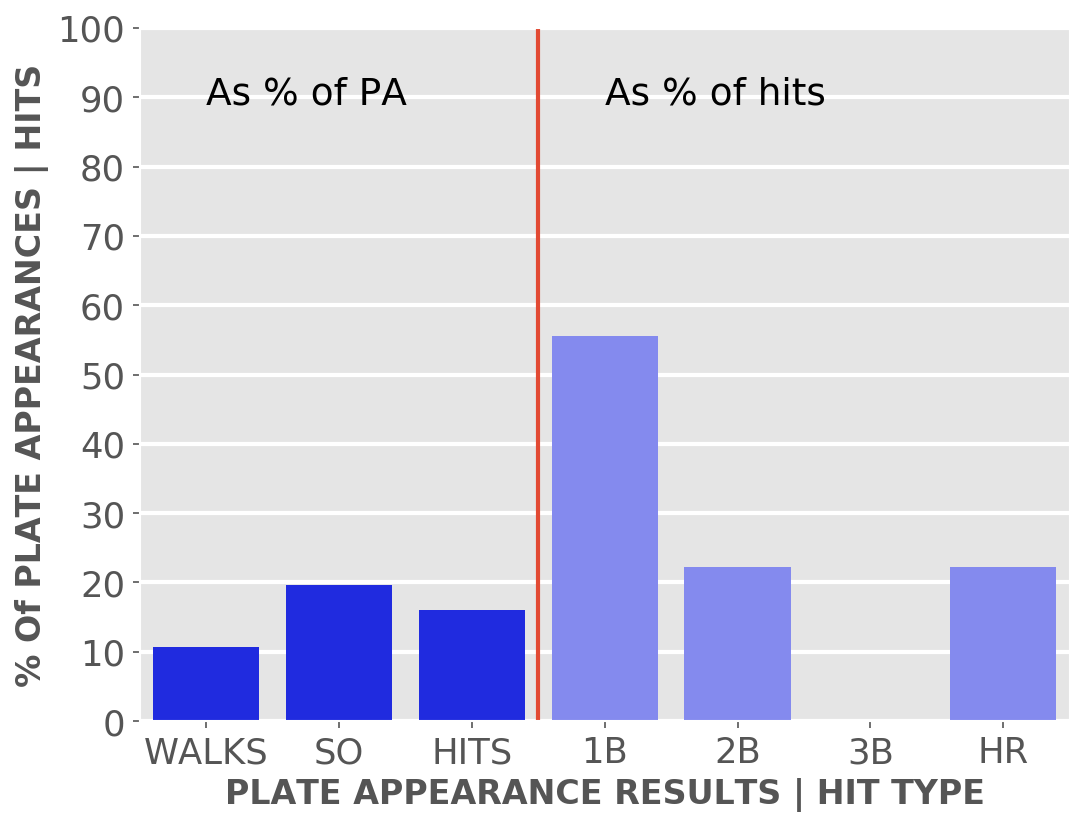 % Of PLATE APPEARANCES | HITS
100
90
80
70
60
50
40
30
20
10
0
As % of PA
As % of hits
WALKS SO HITS 1B 2B 3B HR
PLATE APPEARANCE RESULTS | HIT TYPE